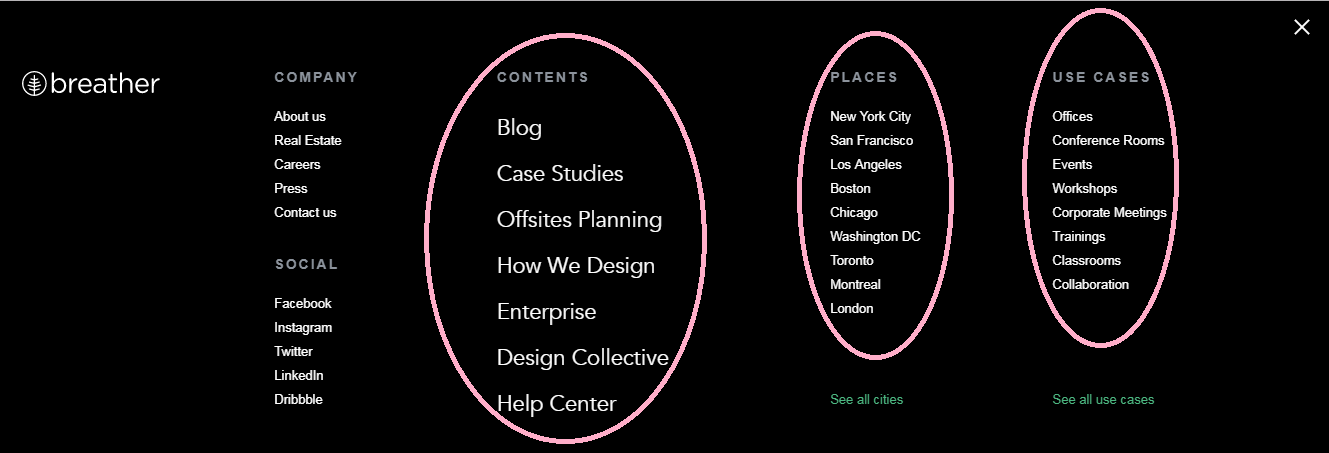 breather
COMPANY
About us
Real Estate
Careers
Press
Contact us
SOCIAL
Facebook
Instagram
Twitter
LinkedIn
Dribbble
CONTENTS
Blog
Case Studies
Offsites Planning
How We Design
Enterprise
Design Collective
Help Center
PLACES
New York City
San Francisco
Los Angeles
Boston
Chicago
Washington DC
Toronto
Montreal
London
See all cities
USE CASES
Offices
Conference Rooms
Events
Workshops
Corporate Meetings
Trainings
Classrooms
Collaboration
See all use cases